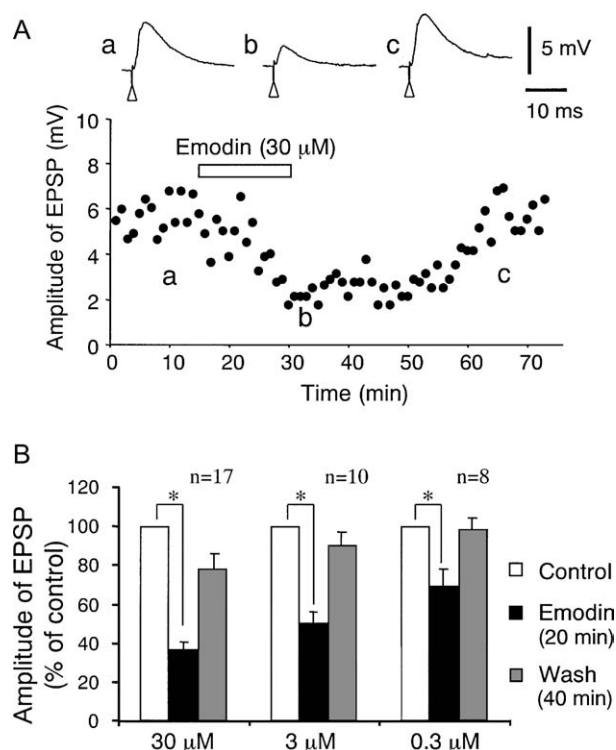 A
a
b
c
5 mV
10 ms
Emodin (30 μM)
Amplitude of EPSP (mV)
8
6
4
2
0
a
b
c
0 10 20 30 40 50 60 70
Time (min)
B
n=17 n=10 n=8
* * *
Amplitude of EPSP
(% of control)
120
100
80
60
40
20
0
Control
Emodin
(20 min)
Wash
(40 min)
30 μM 3 μM 0.3 μM